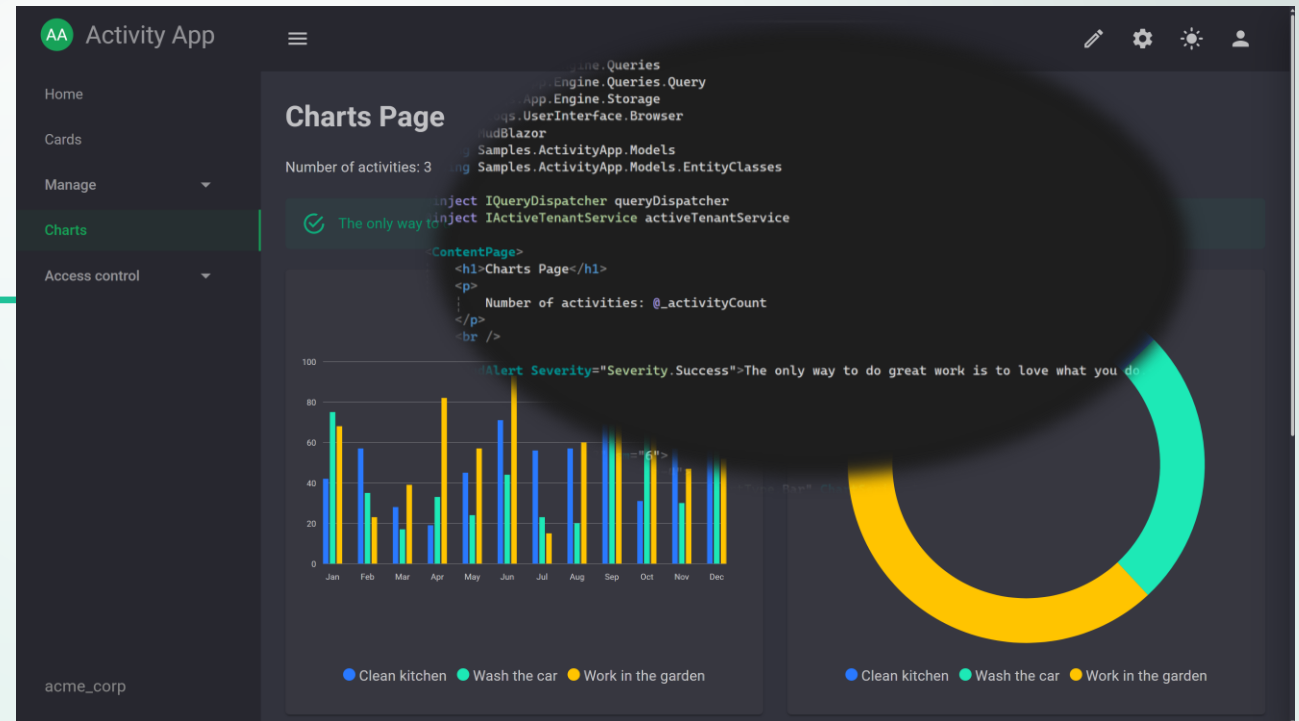 AA Activity App
Home
Cards
Manage
Charts
Access control
acme_corp
Charts Page
Number of activities: 3
The only way to
.Queries
.Engine.Queries.Query
App.Engine.Storage
.UserInterface.Browser
MudBlazor
Samples.ActivityApp.Models
Samples.ActivityApp.Models.EntityClasses
inject IQueryDispatcher queryDispatcher
inject IActiveTenantService activeTenantService
<ContentPage>
<h1>Charts Page</h1>
<p>
Number of activities: @_activityCount
</p>
<br />
Alert Severity="Severity.Success">The only way to do great work is to love what you do
="6">
100
80
60
40
20
0
Jan Feb Mar Apr May Jun Jul Aug Sep Oct Nov Dec
Clean kitchen Wash the car Work in the garden
Clean kitchen Wash the car Work in the garden